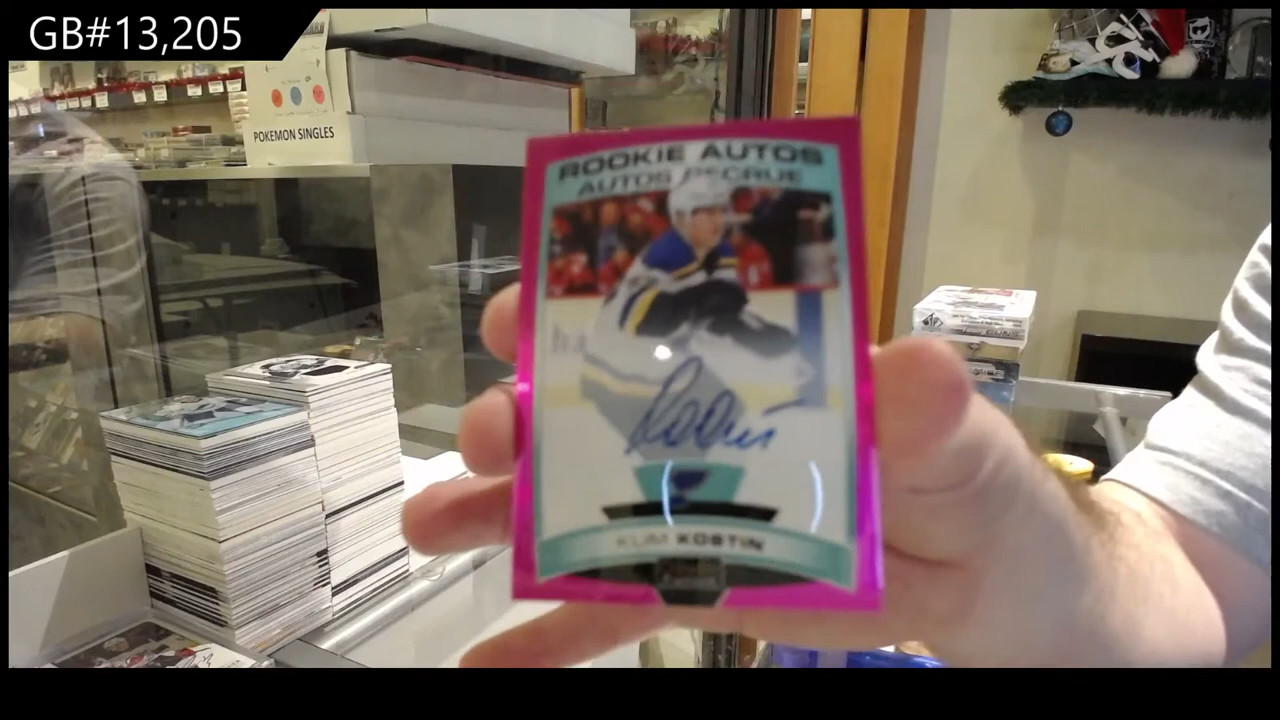 GB#13,205
POKEMON SINGLES
ROOKIE AUTOS
AUTOS RECRUE
KLIM KOSTIN